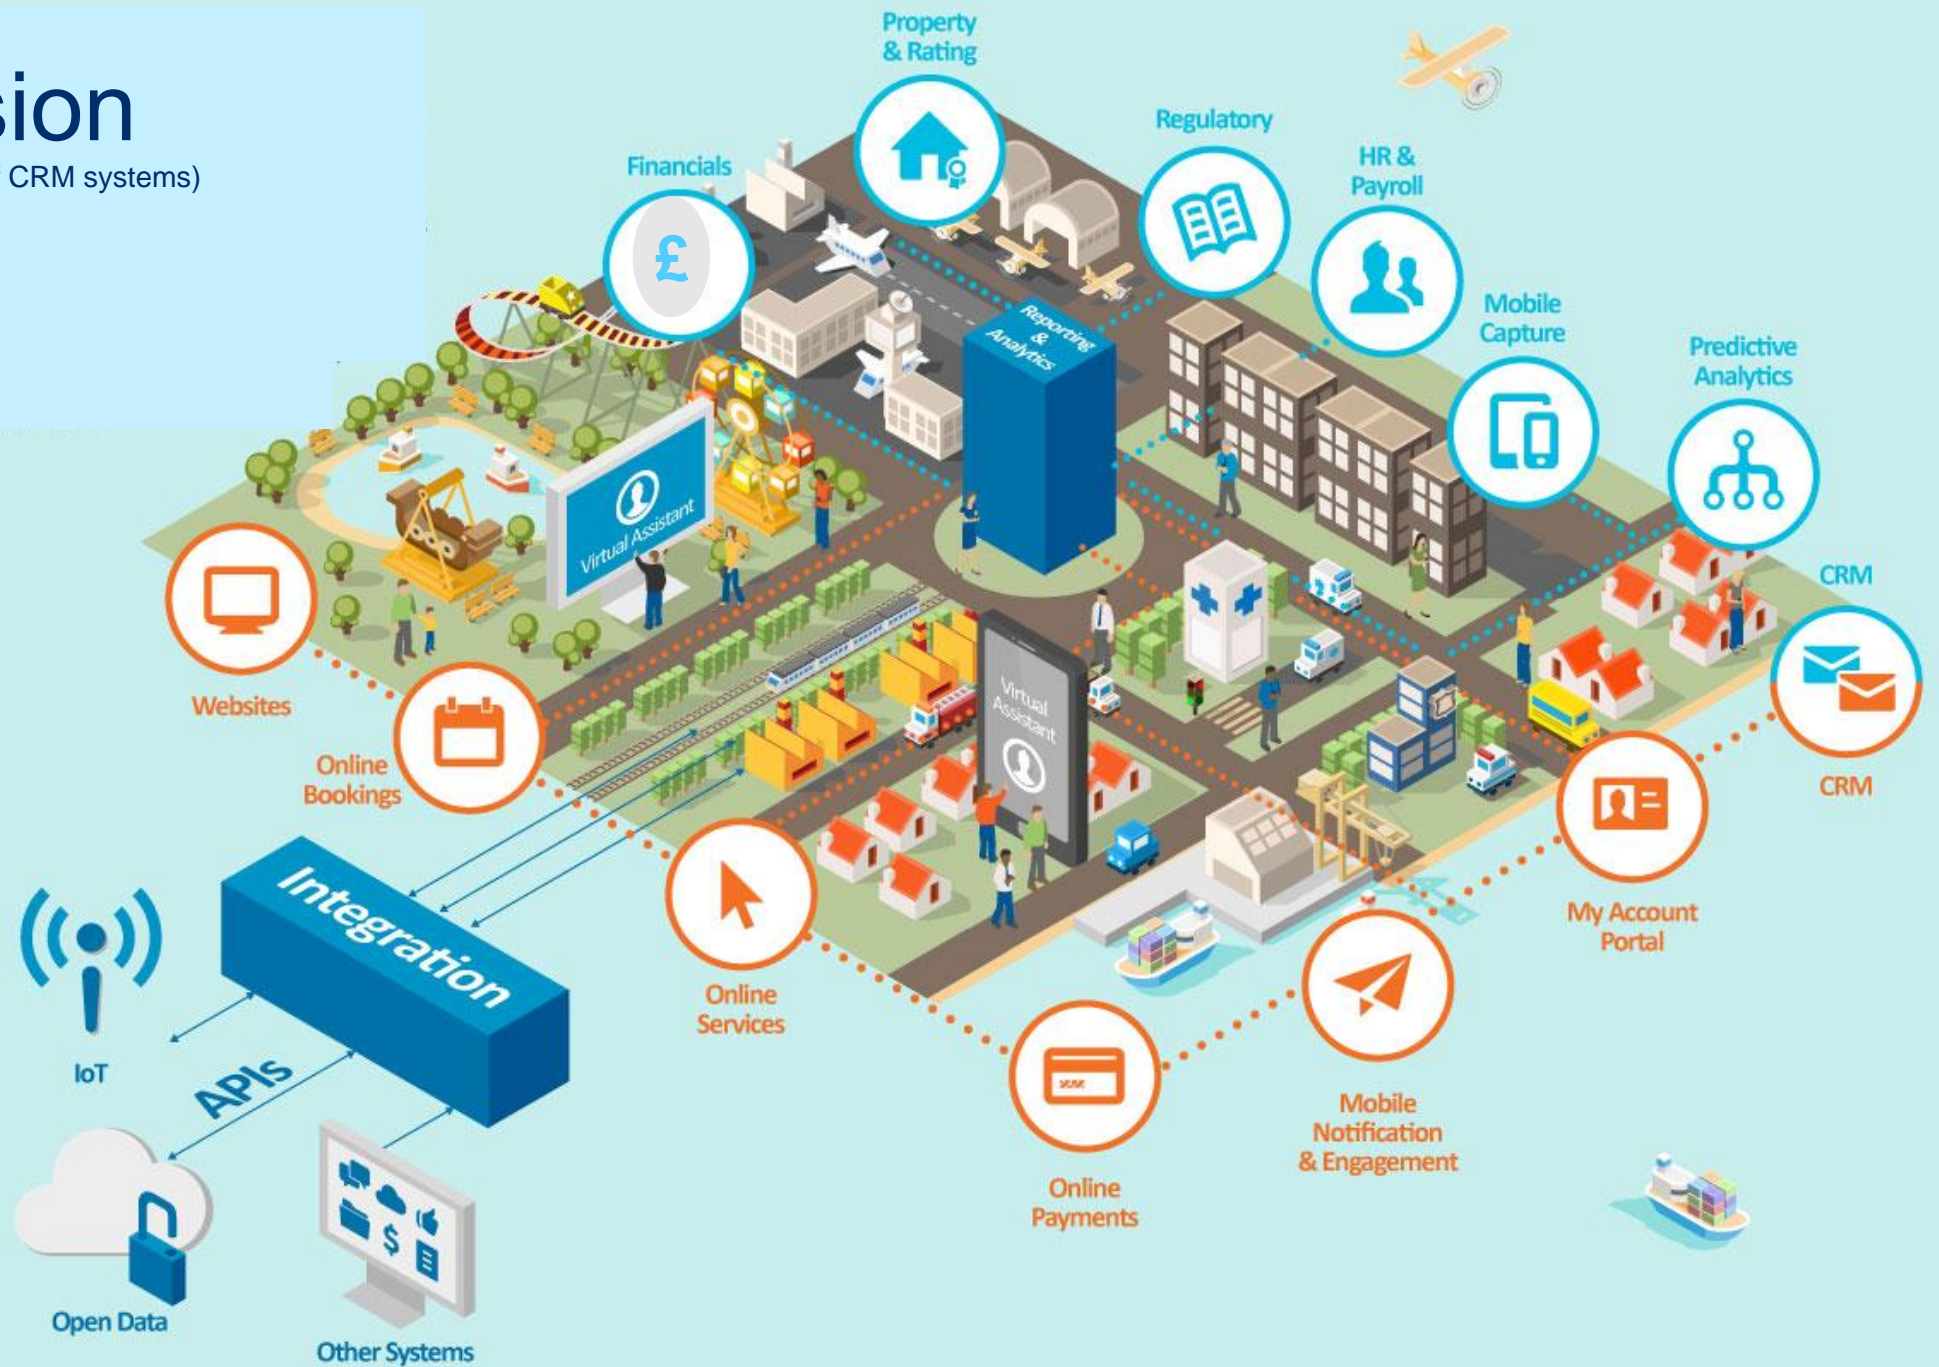 sion
CRM systems)
Property
& Rating
Regulatory
Financials
£
HR &
Payroll
Mobile
Capture
Predictive
Analytics
Reporting
&
Analytics
Virtual Assistant
CRM
Websites
Virtual
Assistant
Online
Bookings
CRM
Integration
My Account
Portal
Online
Services
IoT
APIs
Mobile
Notification
& Engagement
Online
Payments
$
Open Data
Other Systems